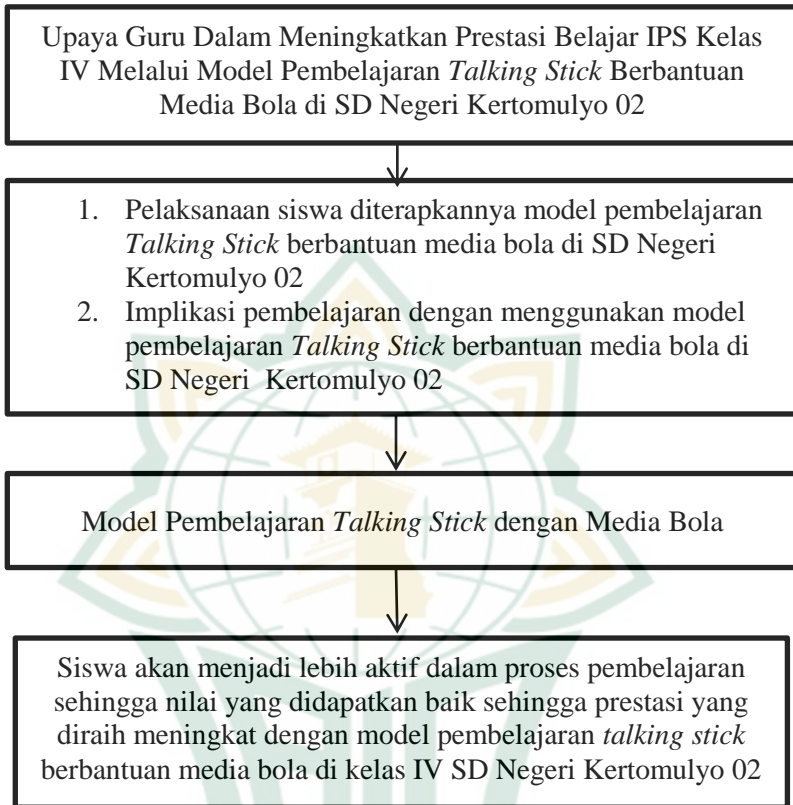 Upaya Guru Dalam Meningkatkan Prestasi Belajar IPS Kelas
IV Melalui Model Pembelajaran Talking Stick Berbantuan
Media Bola di SD Negeri Kertomulyo 02
1. Pelaksanaan siswa diterapkannya model pembelajaran
Talking Stick berbantuan media bola di SD Negeri
Kertomulyo 02
2. Implikasi pembelajaran dengan menggunakan model
pembelajaran Talking Stick berbantuan media bola di
SD Negeri Kertomulyo 02
Model Pembelajaran Talking Stick dengan Media Bola
Siswa akan menjadi lebih aktif dalam proses pembelajaran
sehingga nilai yang didapatkan baik sehingga prestasi yang
diraih meningkat dengan model pembelajaran talking stick
berbantuan media bola di kelas IV SD Negeri Kertomulyo 02